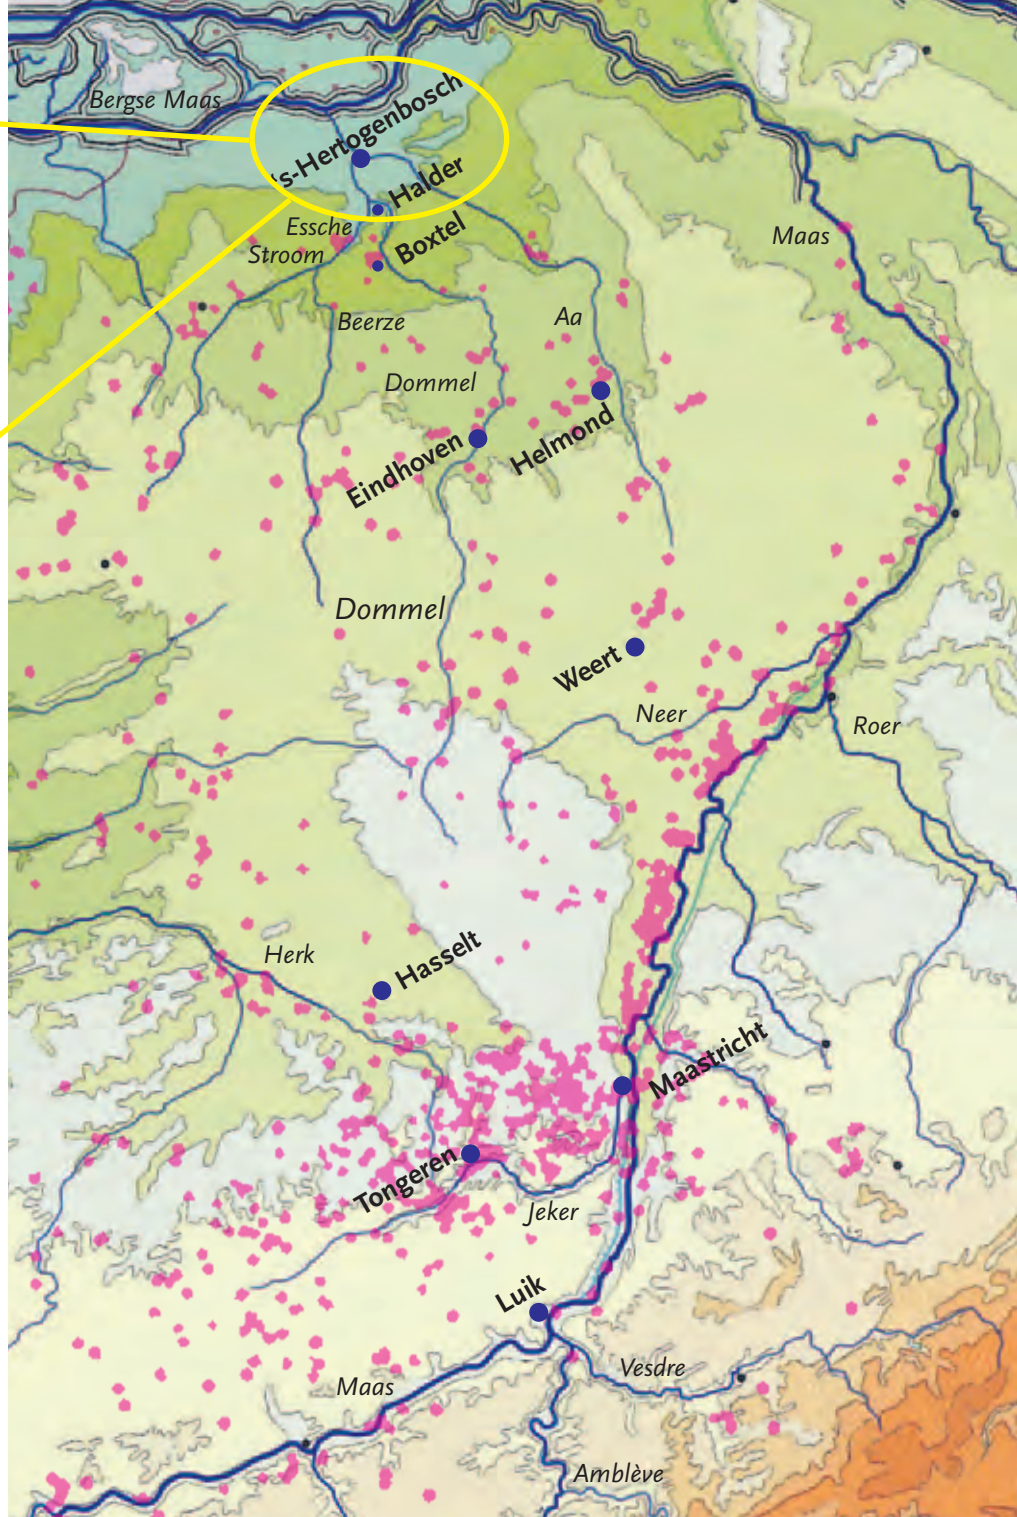 Bergse Maas
's-Hertogenbosch
Halder
Essche
Stroom
Boxtel
Maas
Beerze
Aa
Dommel
Helmond
Eindhoven
Dommel
Weert
Neer
Roer
Herk
Hasselt
Maastricht
Tongeren
Jeker
Luik
Vesdre
Maas
Amblève